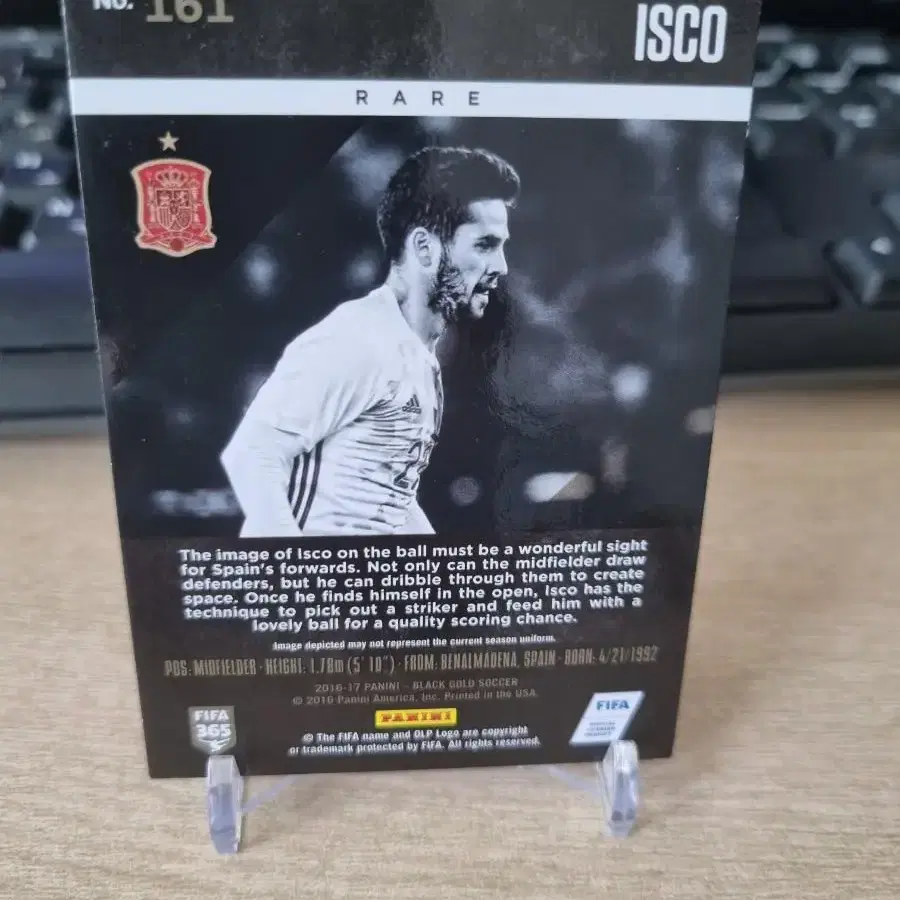 No. 161
ISCO
RARE
22
The image of Isco on the ball must be a wonderful sight
for Spain's forwards. Not only can the midfielder draw
defenders, but he can dribble through them to create
space. Once he finds himself in the open, Isco has the
technique to pick out a striker and feed him with a
lovely ball for a quality scoring chance.
Image depicted may not represent the current season uniform.
POS: MIDFIELDER · HEIGHT: 1.78m (5' 10") · FROM: BENALMADENA, SPAIN · BORN: 4/21/1992
2016-17 PANINI - BLACK GOLD SOCCER
© 2016 Panini America, Inc. Printed in the USA.
PANINI
FIFA
365
FIFA
© The FIFA name and OLP Logo are copyright
or trademark protected by FIFA. All rights reserved.